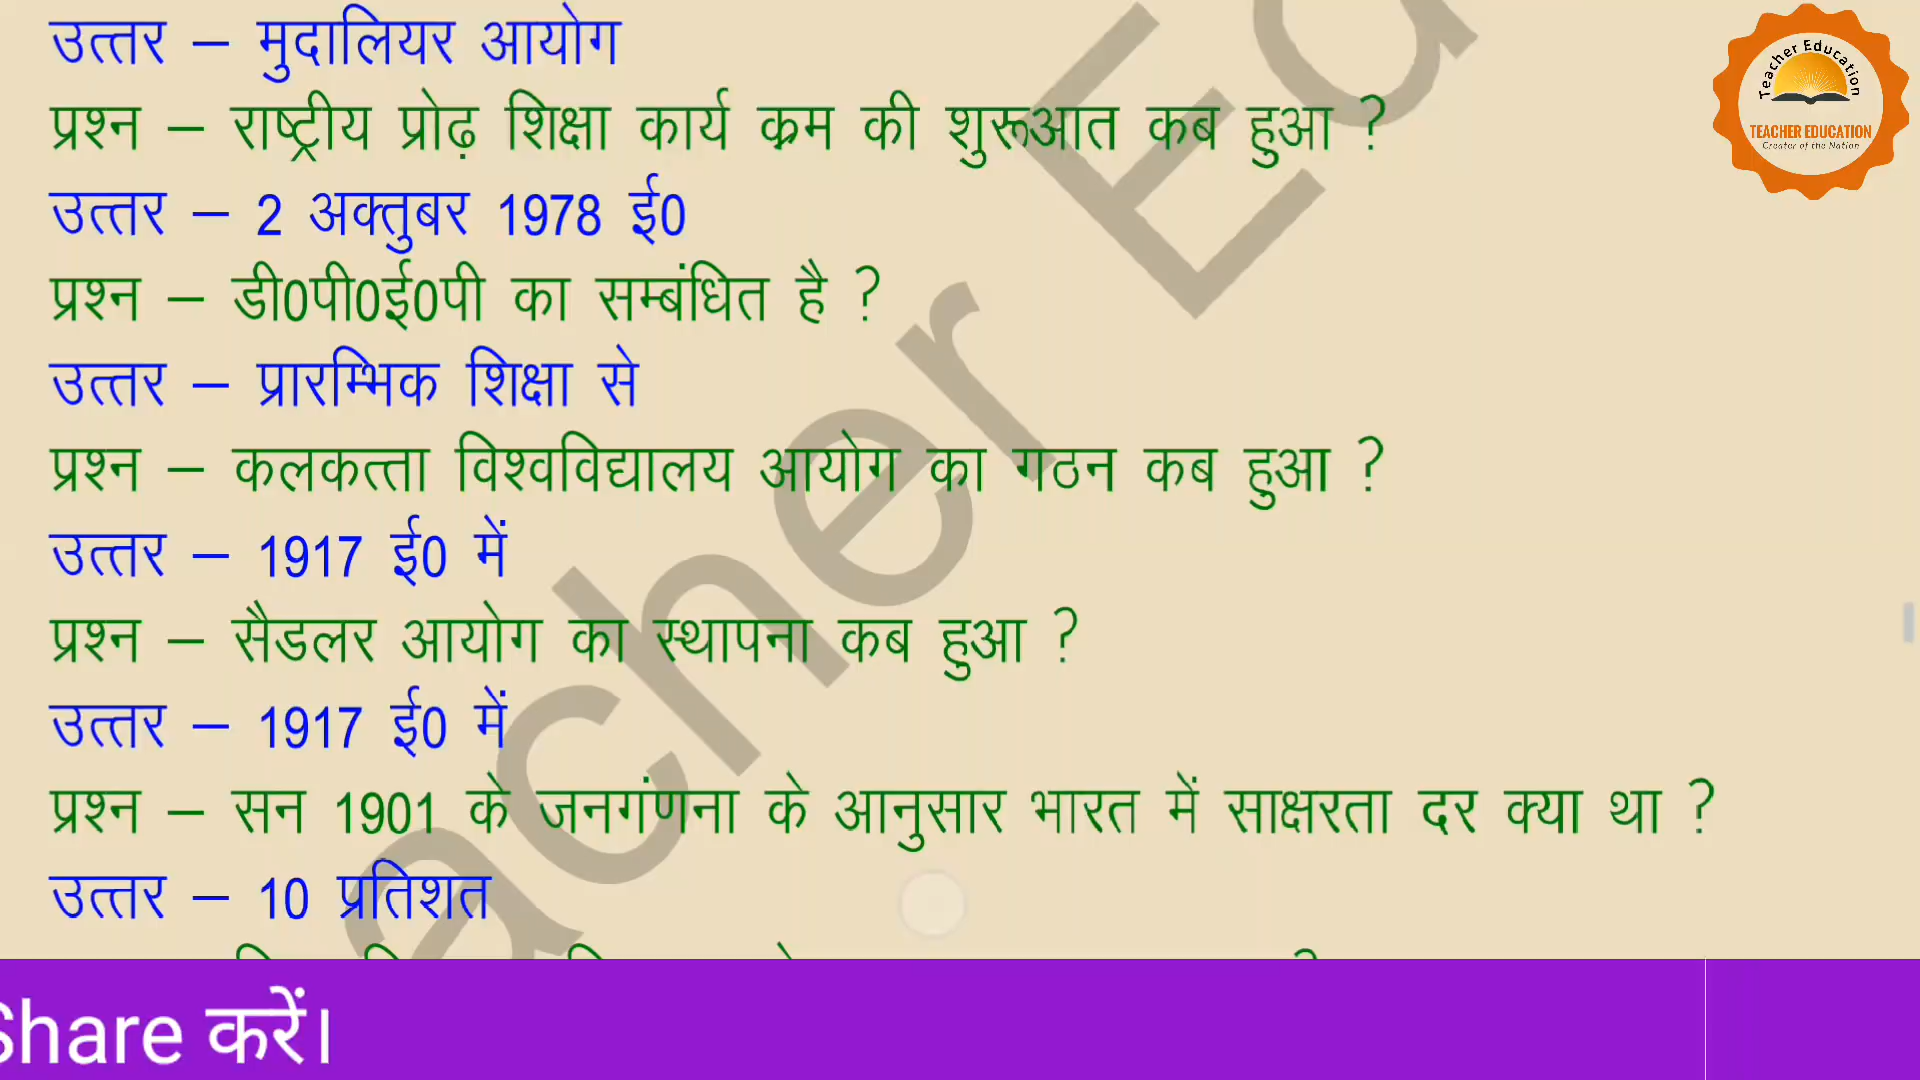 उत्तर – मुदालियर आयोग
प्रश्न – राष्ट्रीय प्रोढ़ शिक्षा कार्य क्रम की शुरूआत कब हुआ ?
उत्तर – 2 अक्तुबर 1978 ई0
प्रश्न – डी0पी0ई0पी का सम्बंधित है ?
उत्तर – प्रारम्भिक शिक्षा से
प्रश्न – कलकत्ता विश्वविद्यालय आयोग का गठन कब हुआ ?
उत्तर – 1917 ई0 में
प्रश्न – सैडलर आयोग का स्थापना कब हुआ ?
उत्तर – 1917 ई0 में
प्रश्न – सन 1901 के जनगंणना के आनुसार भारत में साक्षरता दर क्या था ?
उत्तर – 10 प्रतिशत
Share करें।
Teacher Education
TEACHER EDUCATION
Creater of the Nation
acher Ed